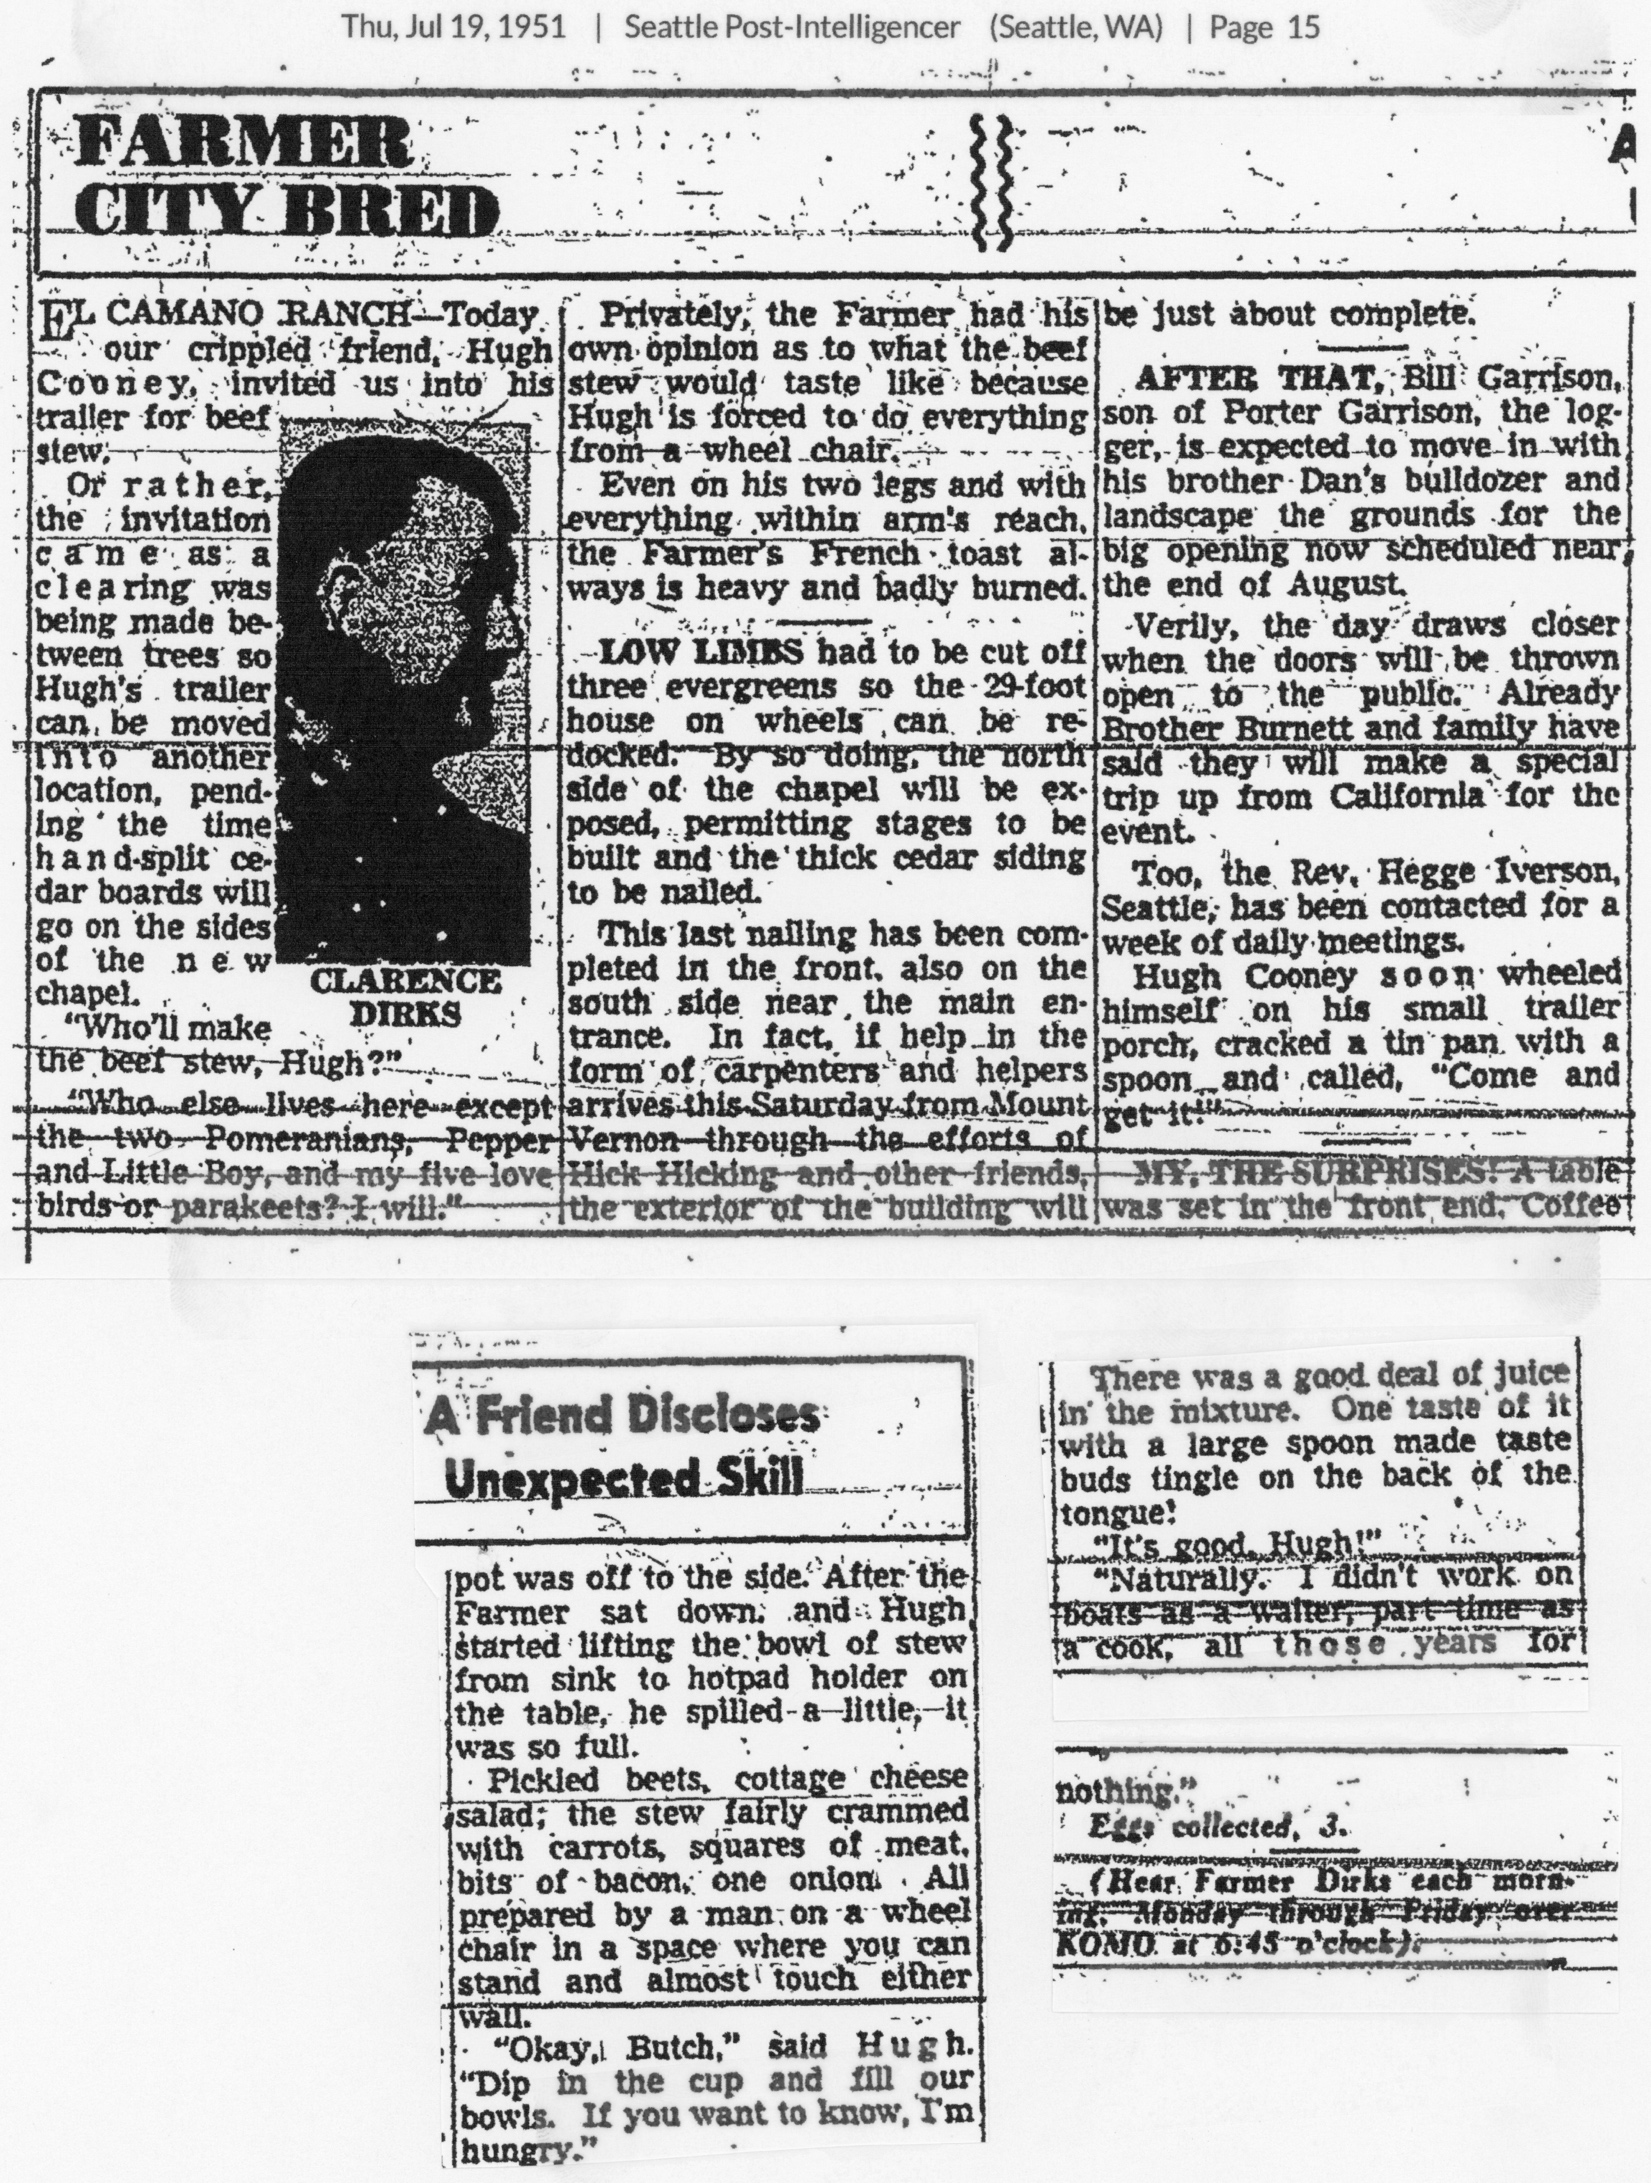 Thu, Jul 19, 1951 | Seattle Post-Intelligencer (Seattle, WA) | Page 15
FARMER
CITY BRED
A
EL CAMANO RANCH—Today
our crippled friend, Hugh
Cooney, invited us into his
trailer for beef
stew.
Or rather,
the invitation
came as a
clearing was
being made be-
tween trees so
Hugh's trailer
can be moved
into another
location, pend-
ing the time
hand-split ce-
dar boards will
go on the sides
of the new
chapel.
"Who'll make
the beef stew, Hugh?"
"Who else lives here except
the two Pomeranians, Pepper
and Little Boy, and my five love
birds or parakeets? I will."
CLARENCE
DIRKS
Privately, the Farmer had his
own opinion as to what the beef
stew would taste like because
Hugh is forced to do everything
from a wheel chair.
Even on his two legs and with
everything within arm's reach,
the Farmer's French toast al-
ways is heavy and badly burned.
LOW LIMBS had to be cut off
three evergreens so the 29-foot
house on wheels can be re-
docked. By so doing, the north
side of the chapel will be ex-
posed, permitting stages to be
built and the thick cedar siding
to be nailed.
This last nailing has been com-
pleted in the front, also on the
south side near the main en-
trance. In fact, if help in the
form of carpenters and helpers
arrives this Saturday from Mount
Vernon through the efforts of
Hick Hicking and other friends,
the exterior of the building will
be just about complete.
AFTER THAT, Bill Garrison,
son of Porter Garrison, the log-
ger, is expected to move in with
his brother Dan's bulldozer and
landscape the grounds for the
big opening now scheduled near
the end of August.
Verily, the day draws closer
when the doors will be thrown
open to the public. Already
Brother Burnett and family have
said they will make a special
trip up from California for the
event.
Too, the Rev. Hegge Iverson,
Seattle, has been contacted for a
week of daily meetings.
Hugh Cooney soon wheeled
himself on his small trailer
porch, cracked a tin pan with a
spoon and called, "Come and
get it!"
MY, THE SURPRISES! A table
was set in the front end. Coffee
A Friend Discloses
Unexpected Skill
pot was off to the side. After the
Farmer sat down and Hugh
started lifting the bowl of stew
from sink to hotpad holder on
the table, he spilled a little, it
was so full.
Pickled beets, cottage cheese
salad; the stew fairly crammed
with carrots, squares of meat,
bits of bacon, one onion. All
prepared by a man on a wheel
chair in a space where you can
stand and almost touch either
wall.
"Okay, Butch," said Hugh.
"Dip in the cup and fill our
bowls. If you want to know, I'm
hungry."
There was a good deal of juice
in the mixture. One taste of it
with a large spoon made taste
buds tingle on the back of the
tongue!
"It's good, Hugh!"
"Naturally. I didn't work on
boats as a waiter, part time as
a cook, all those years for
nothing."
Eggs collected, 3.
(Hear Farmer Dirks each morn-
ing, Monday through Friday over
KOMO at 6:45 o'clock).